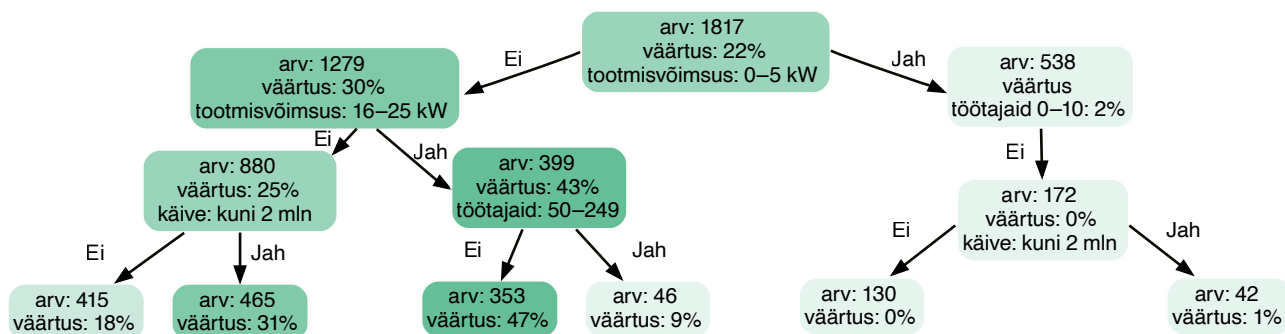 arv: 1817
väärtus: 22%
tootmisvõimsus: 0–5 kW
Ei
Jah
arv: 1279
väärtus: 30%
tootmisvõimsus: 16–25 kW
arv: 538
väärtus
töötajaid 0–10: 2%
Ei
Jah
Ei
arv: 880
väärtus: 25%
käive: kuni 2 mln
arv: 399
väärtus: 43%
töötajaid: 50–249
arv: 172
väärtus: 0%
käive: kuni 2 mln
Ei
Jah
Ei
Jah
Ei
Jah
arv: 415
väärtus: 18%
arv: 465
väärtus: 31%
arv: 353
väärtus: 47%
arv: 46
väärtus: 9%
arv: 130
väärtus: 0%
arv: 42
väärtus: 1%